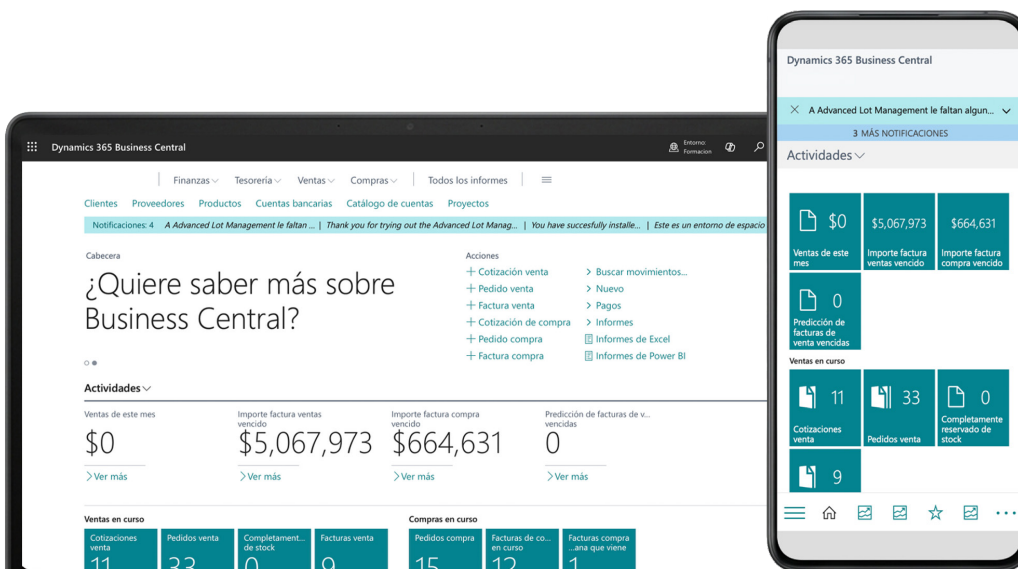 Dynamics 365 Business Central
Entorno:
Formacion
Finanzas
Tesorería
Ventas
Compras
Todos los informes
Clientes
Proveedores
Productos
Cuentas bancarias
Catálogo de cuentas
Proyectos
Notificaciones: 4
A Advanced Lot Management le faltan ... |
Thank you for trying out the Advanced Lot Manag... |
You have succesfully installe... |
Este es un entorno de espacio
Cabecera
¿Quiere saber más sobre
Business Central?
Acciones
+ Cotización venta
+ Pedido venta
+ Factura venta
+ Cotización de compra
+ Pedido compra
+ Factura compra
> Buscar movimientos...
> Nuevo
> Pagos
> Informes
Informes de Excel
Informes de Power BI
Actividades
Ventas de este mes
$0
> Ver más
Importe factura ventas
vencido
$5,067,973
> Ver más
Importe factura compra
vencido
$664,631
> Ver más
Predicción de facturas de v...
vencidas
0
> Ver más
Ventas en curso
Cotizaciones
venta
11
Pedidos venta
33
Completament...
de stock
0
Facturas venta
9
Compras en curso
Pedidos compra
15
Facturas de co...
en curso
12
Facturas compra
...ana que viene
1
Dynamics 365 Business Central
A Advanced Lot Management le faltan algun...
3 MÁS NOTIFICACIONES
Actividades
$0
Ventas de este
mes
$5,067,973
Importe factura
ventas vencido
$664,631
Importe factura
compra vencido
0
Predicción de
facturas de
venta vencidas
Ventas en curso
11
Cotizaciones
venta
33
Pedidos venta
0
Completamente
reservado de
stock
9